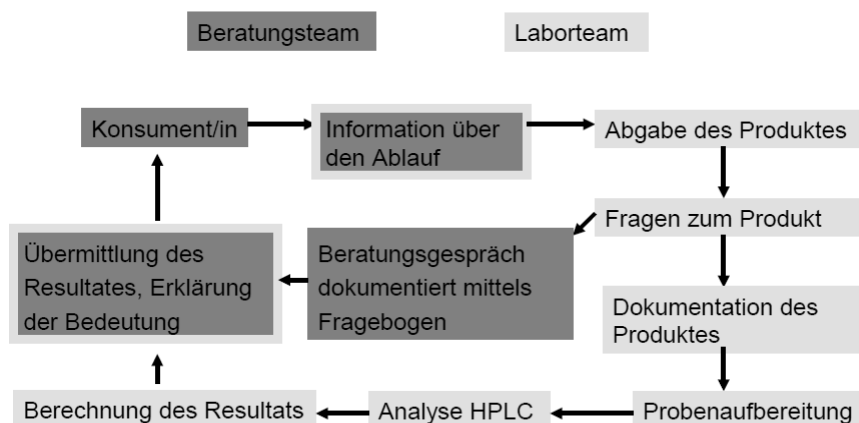 Beratungsteam
Laborteam
Konsument/in
Information über
den Ablauf
Abgabe des Produktes
Fragen zum Produkt
Übermittlung des
Resultates, Erklärung
der Bedeutung
Beratungsgespräch
dokumentiert mittels
Fragebogen
Dokumentation des
Produktes
Berechnung des Resultats
Analyse HPLC
Probenaufbereitung